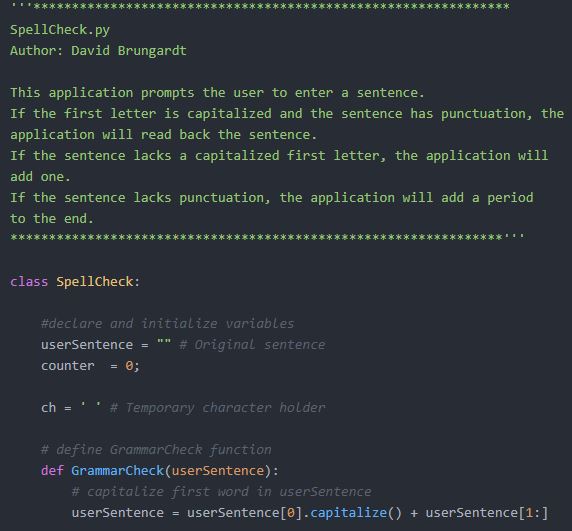 '''**************************************************************
SpellCheck.py
Author: David Brungardt
This application prompts the user to enter a sentence.
If the first letter is capitalized and the sentence has punctuation, the
application will read back the sentence.
If the sentence lacks a capitalized first letter, the application will
add one.
If the sentence lacks punctuation, the application will add a period
to the end.
****************************************************************'''
class SpellCheck:
#declare and initialize variables
userSentence = "" # Original sentence
counter  = 0;
ch = ' ' # Temporary character holder
# define GrammarCheck function
def GrammarCheck(userSentence):
# capitalize first word in userSentence
userSentence = userSentence[0].capitalize() + userSentence[1:]